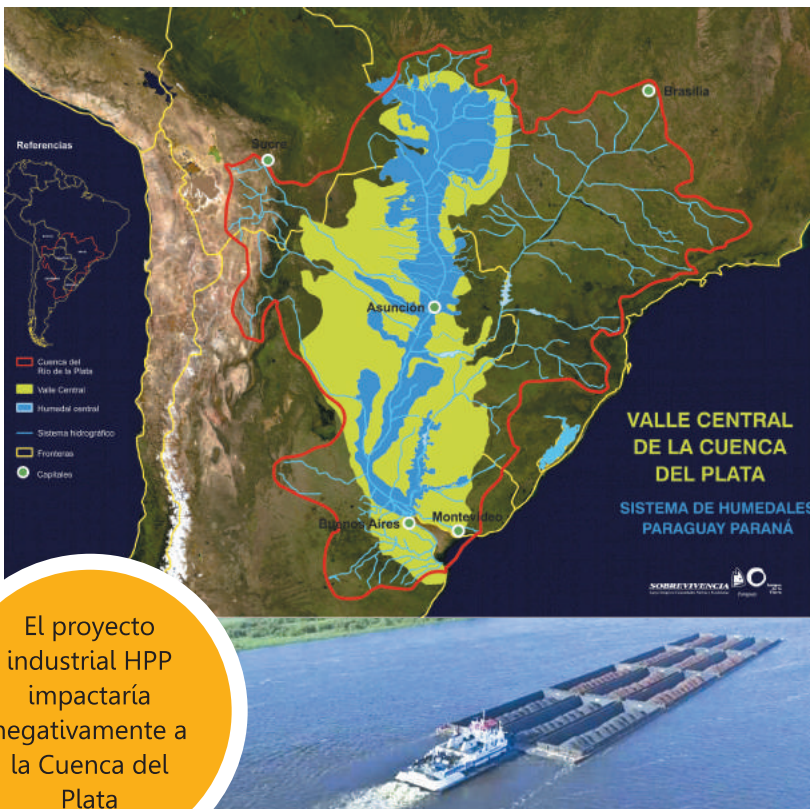 Brasilia
Sucre
Referencias
Asunción
Cuenca del
Río de la Plata
Valle Central
Humedal central
Sistema hidrográfico
Fronteras
Capitales
VALLE CENTRAL
DE LA CUENCA
DEL PLATA
SISTEMA DE HUMEDALES
PARAGUAY PARANÁ
Buenos Aires
Montevideo
SOBREVIVENCIA
El proyecto
industrial HPP
impactaría
negativamente a
la Cuenca del
Plata